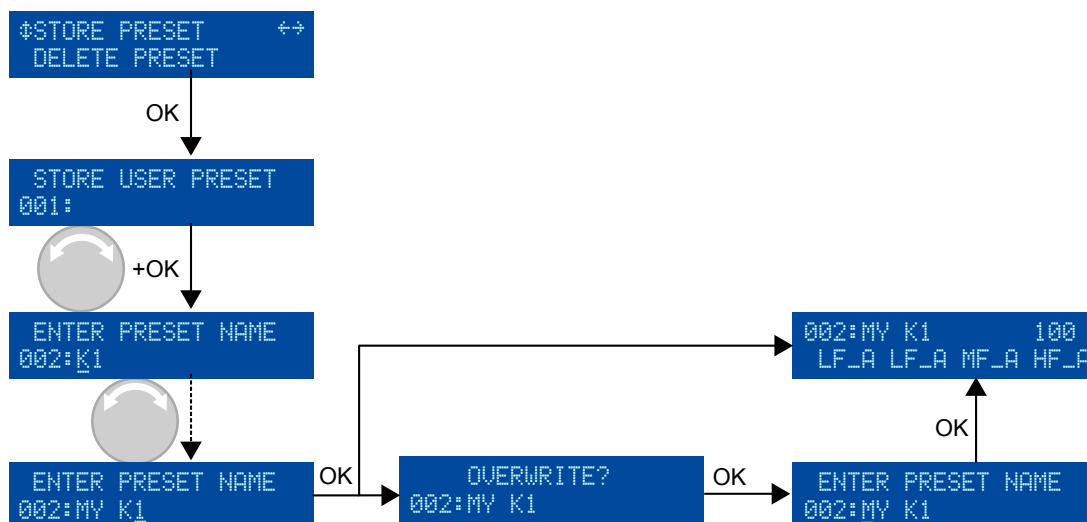 STORE PRESET
DELETE PRESET
OK
STORE USER PRESET
001:
+OK
ENTER PRESET NAME
002:K1
ENTER PRESET NAME
002:MY K1
OK
OVERWRITE?
002:MY K1
OK
ENTER PRESET NAME
002:MY K1
OK
002:MY K1 100
LF_A LF_A MF_A HF_A